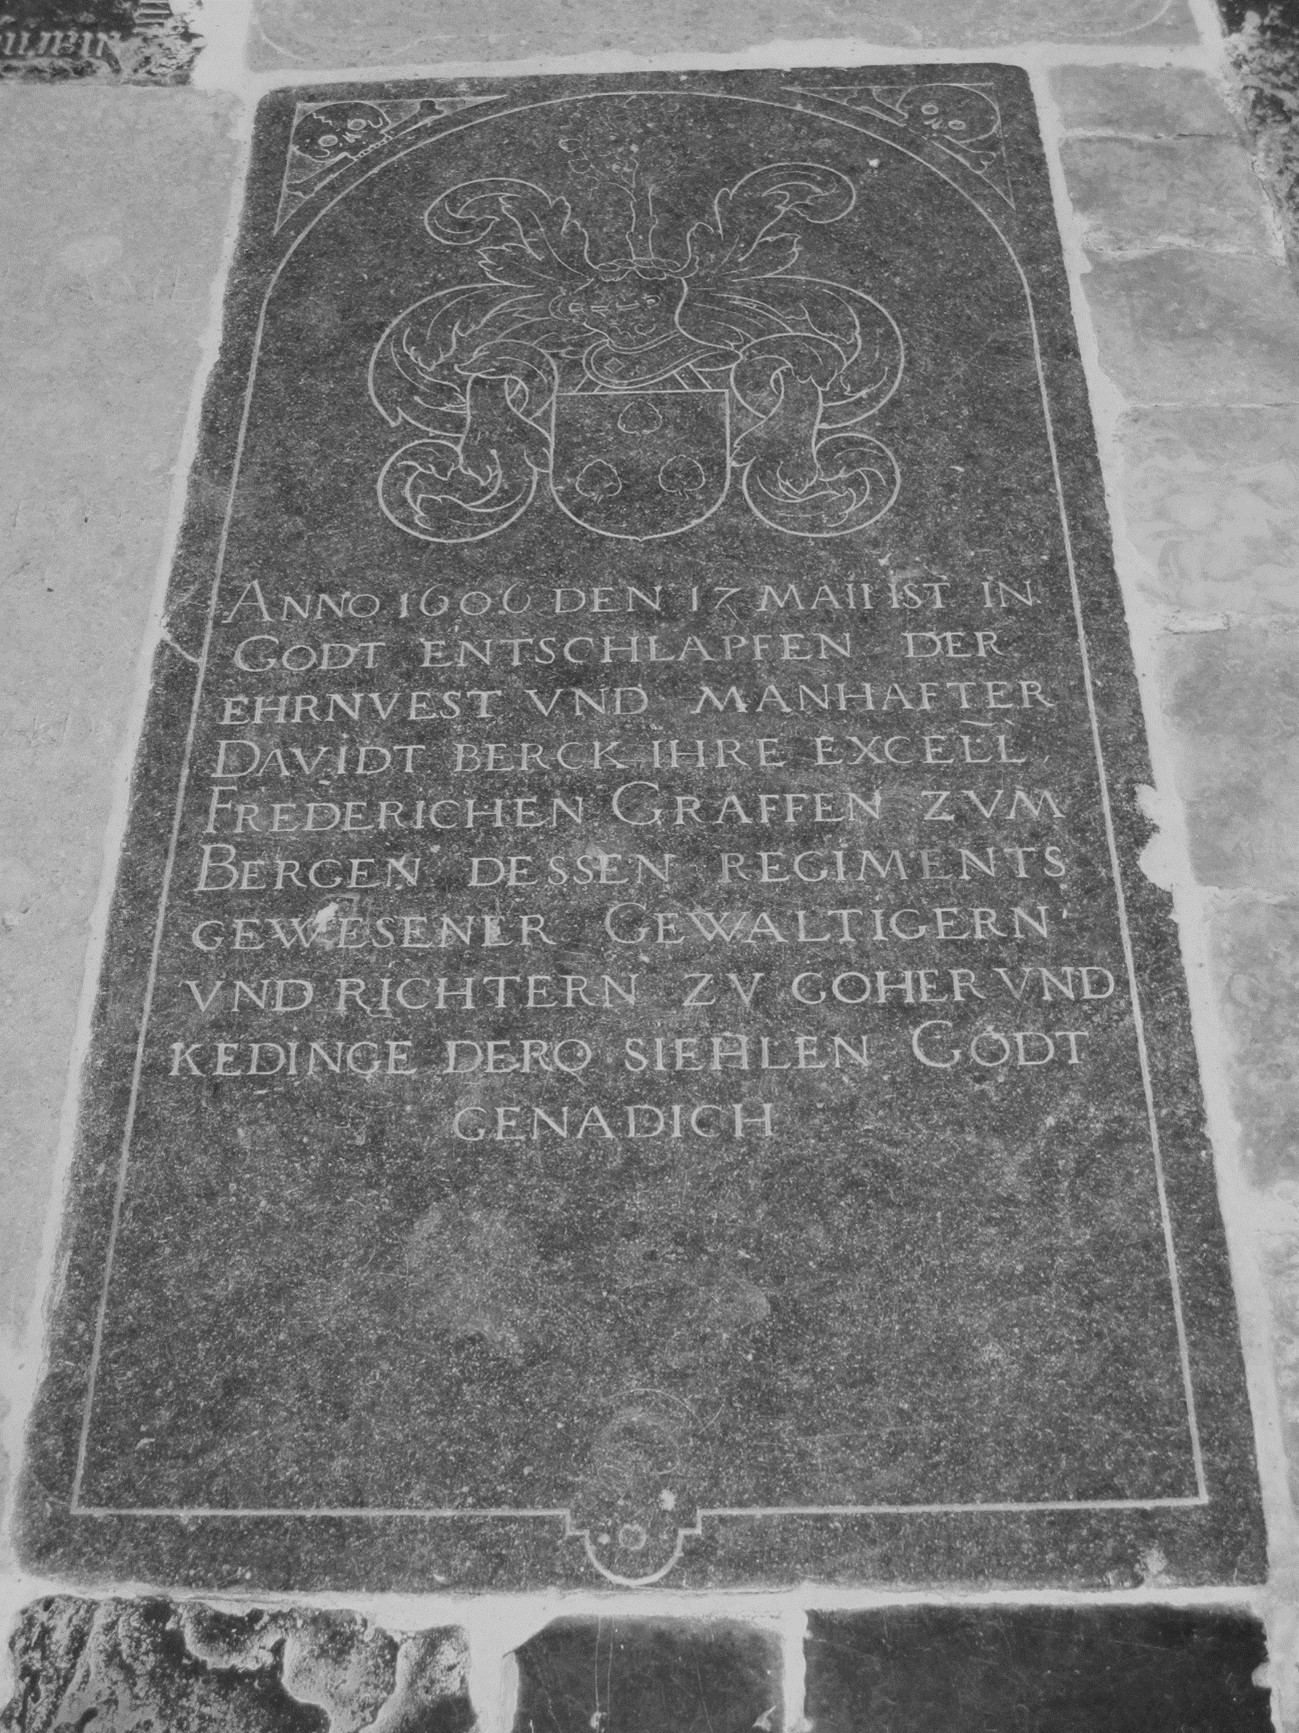 ANNO 1606 DEN 17 MAII IST IN
GODT ENTSCHLAPFEN DER
EHRNVEST VND MANHAFTER
DAVIDT BERCK IHRE EXCELL.
FREDERICHEN GRAFFEN ZVM
BERGEN DESSEN REGIMENTS
GEWESENER GEWALTIGERN
VND RICHTERN ZV GOHER VND
KEDINGE DERO SIEHLEN GODT
GENADICH